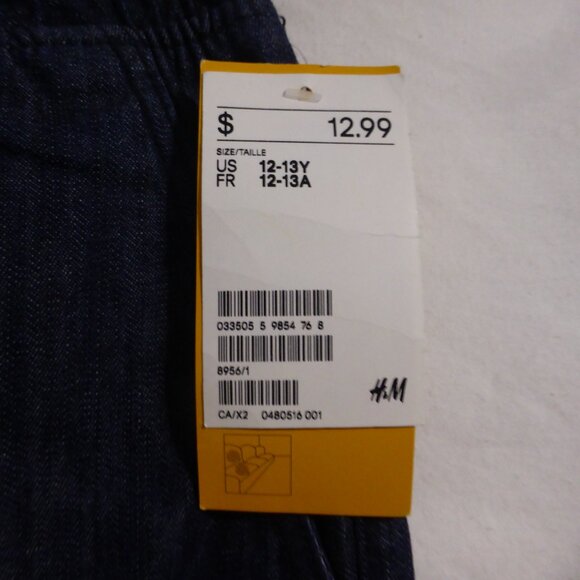 $ 12.99
SIZE/TAILLE
US 12-13Y
FR 12-13A
033505 5 9854 76 8
8956/1
H&M
CA/X2 0480516 001